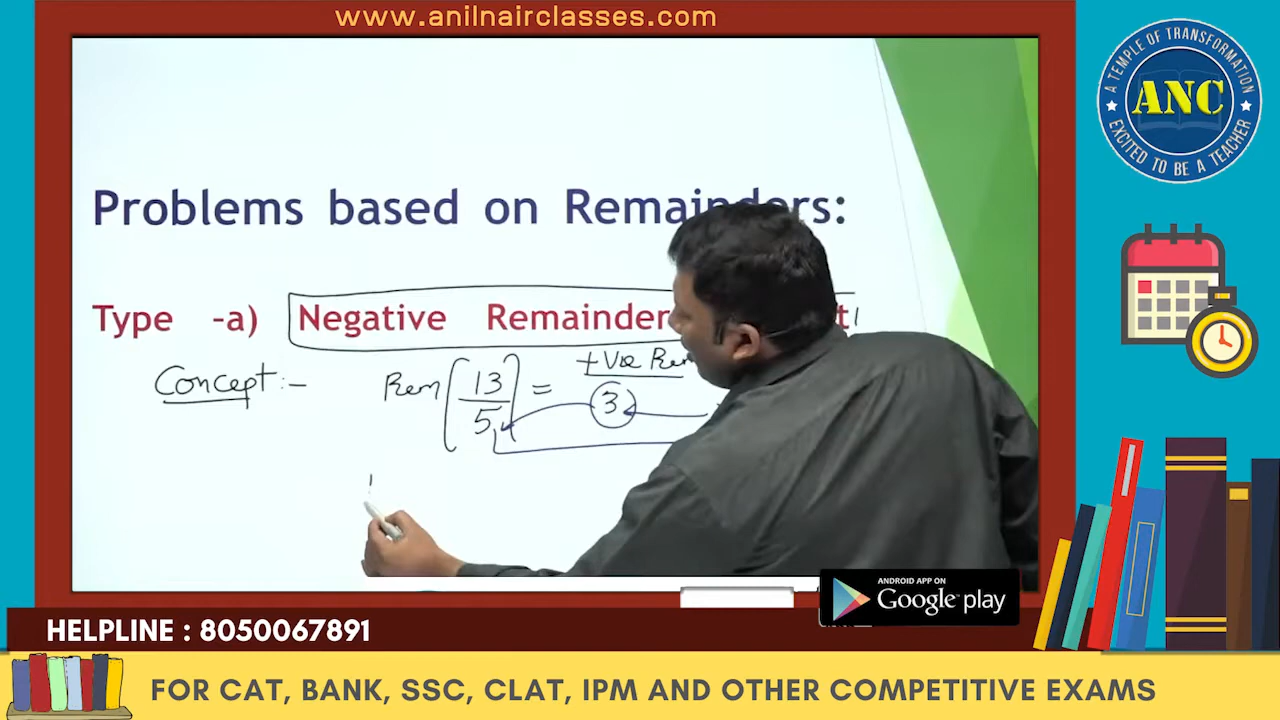 www.anilnairclasses.com
A TEMPLE OF TRANSFORMATION
ANC
EXCITED TO BE A TEACHER
Problems based on Remainders:
Type -a) Negative Remainder
Concept:- Rem [13/5] = +Ve Rem
3
ANDROID APP ON
Google play
HELPLINE : 8050067891
FOR CAT, BANK, SSC, CLAT, IPM AND OTHER COMPETITIVE EXAMS